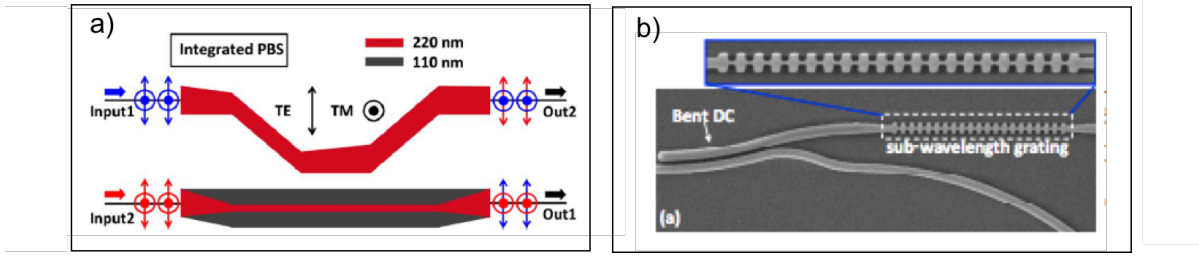 a)
Integrated PBS
220 nm
110 nm
Input1
TE
TM
Out2
Input2
Out1
b)
Bent DC
sub-wavelength grating
(a)